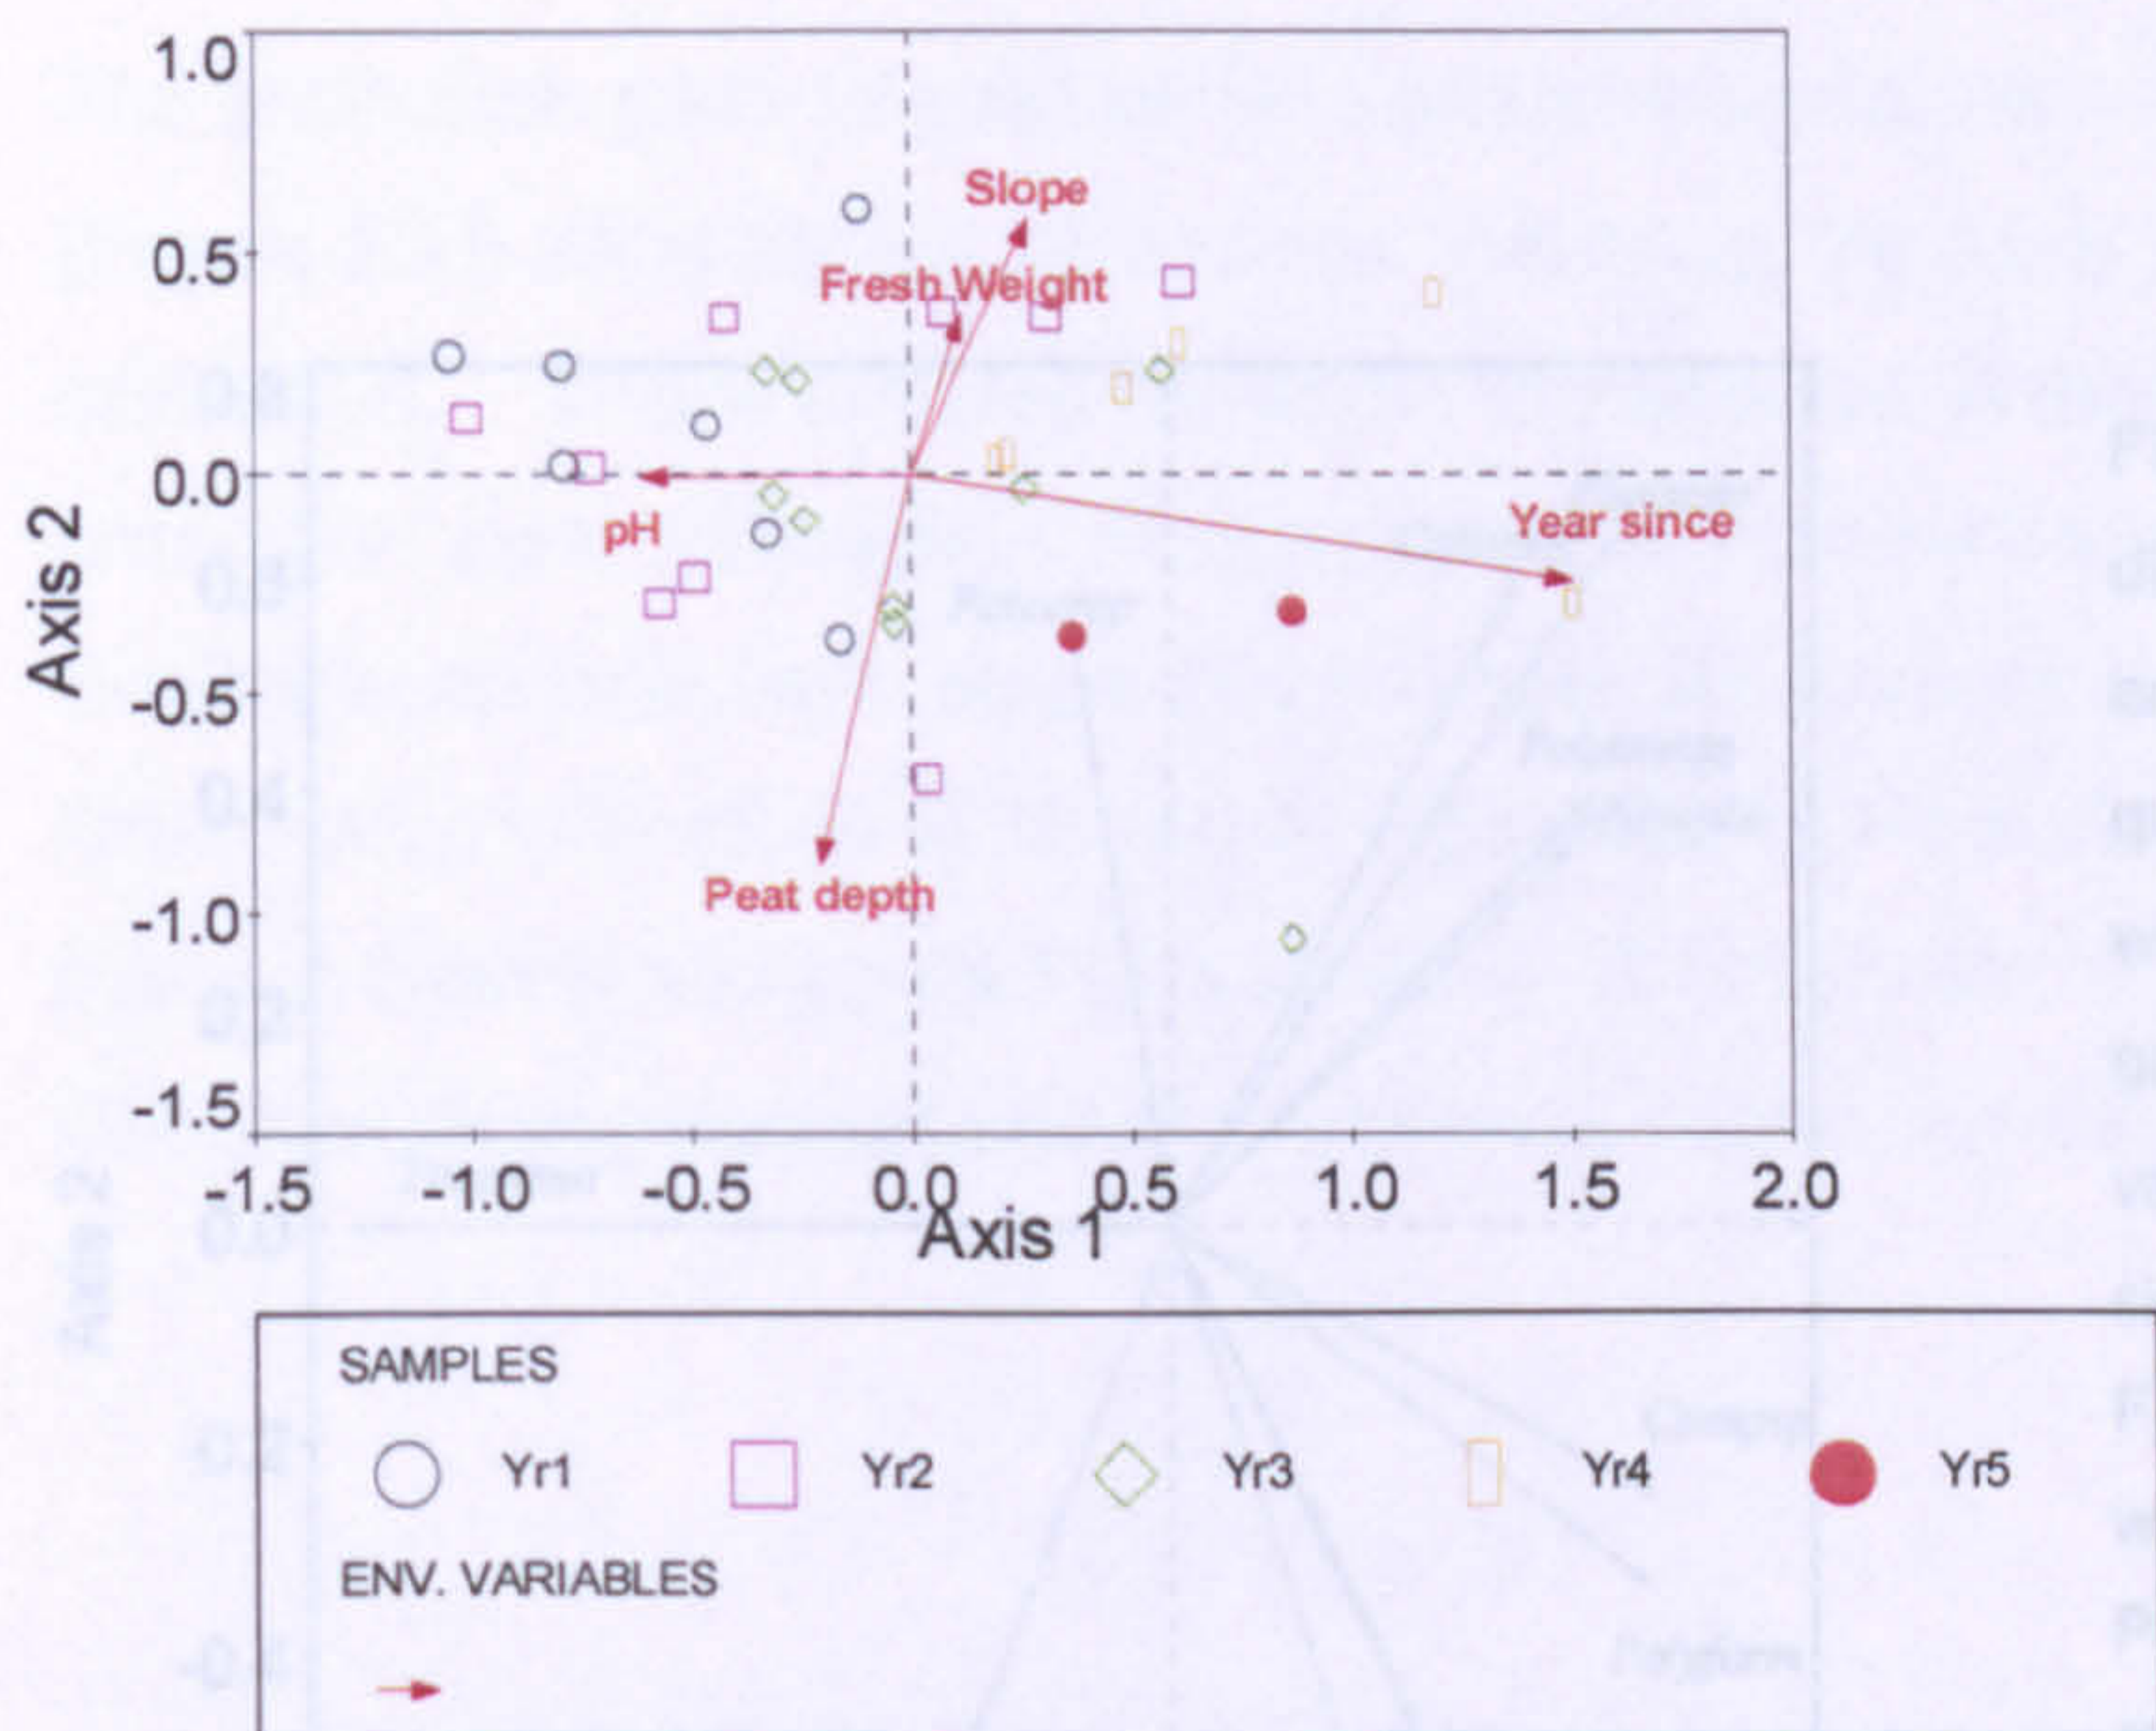 1.0
Slope
0.5
Fresh Weight
0.0
pH
Year since
-0.5
Peat depth
-1.0
-1.5
-1.5 -1.0 -0.5 0.0 0.5 1.0 1.5 2.0
Axis 1
Axis 2
SAMPLES
Yr1 Yr2 Yr3 Yr4 Yr5
ENV. VARIABLES